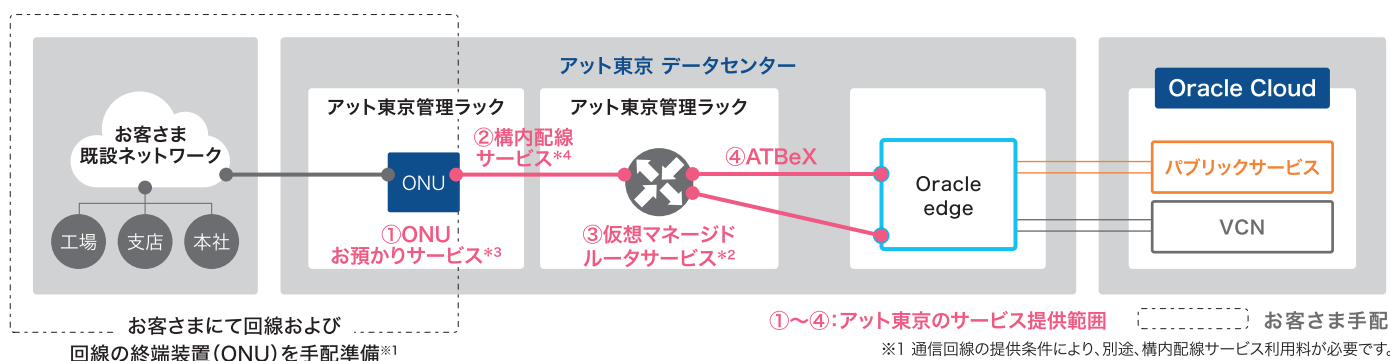 アット東京 データセンター
Oracle Cloud
アット東京管理ラック
アット東京管理ラック
お客さま
既設ネットワーク
②構内配線
サービス*4
④ATBeX
ONU
Oracle
edge
パブリックサービス
VCN
工場
支店
本社
①ONU
お預かりサービス*3
③仮想マネージド
ルータサービス*2
お客さまにて回線および
回線の終端装置(ONU)を手配準備※1
①〜④:アット東京のサービス提供範囲
お客さま手配
※1 通信回線の提供条件により、別途、構内配線サービス利用料が必要です。